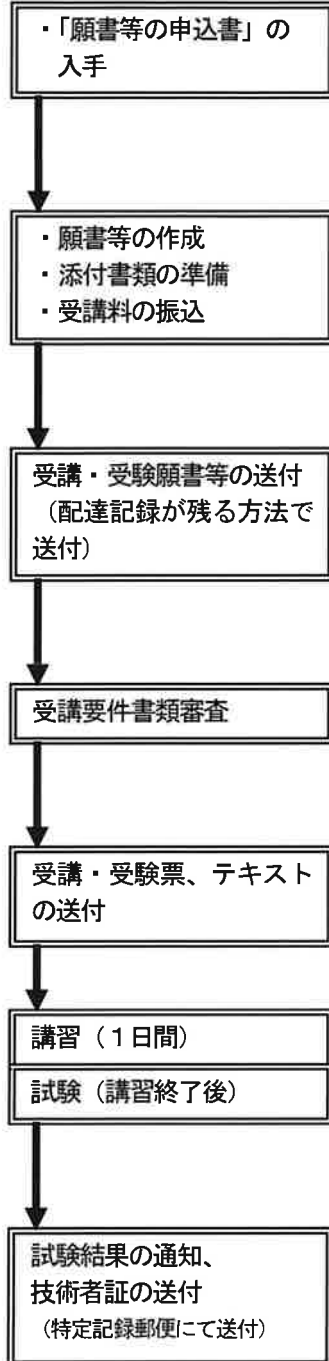 ・「願書等の申込書」の
入手
・願書等の作成
・添付書類の準備
・受講料の振込
受講・受験願書等の送付
（配達記録が残る方法で
送付）
受講要件書類審査
受講・受験票、テキスト
の送付
講習（１日間）
試験（講習終了後）
試験結果の通知、
技術者証の送付
（特定記録郵便にて送付）